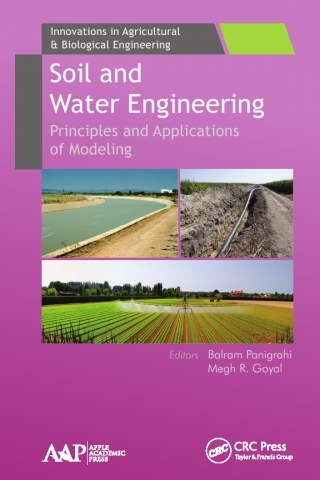 Innovations in Agricultural
& Biological Engineering
Soil and
Water Engineering
Principles and Applications
of Modeling
Editors Balram Panigrahi
Megh R. Goyal
AAP APPLE
ACADEMIC
PRESS
CRC CRC Press
Taylor & Francis Group